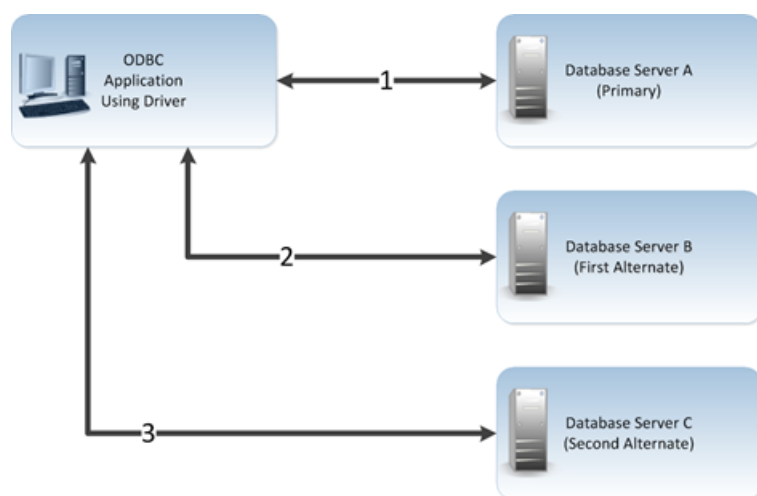 ODBC
Application
Using Driver
1
Database Server A
(Primary)
2
Database Server B
(First Alternate)
3
Database Server C
(Second Alternate)